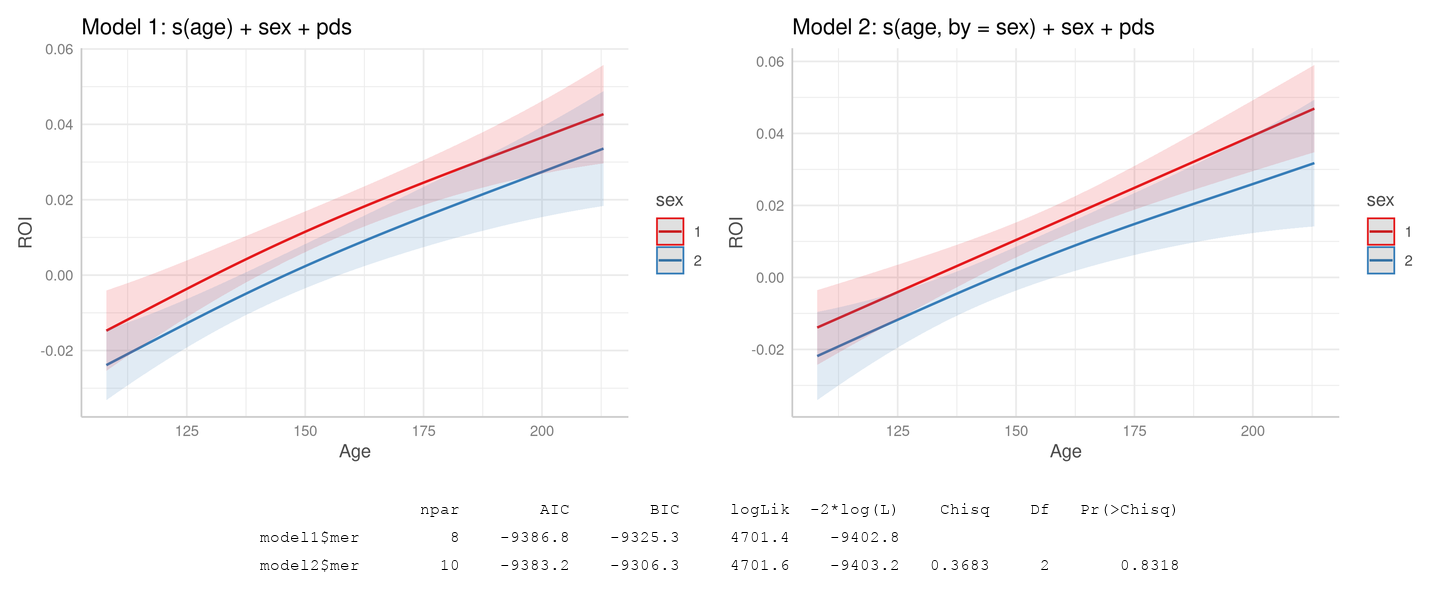 Model 1: s(age) + sex + pds
0.06
0.04
0.02
0.00
-0.02
ROI
125 150 175 200
Age
sex
1
2
Model 2: s(age, by = sex) + sex + pds
0.06
0.04
0.02
0.00
-0.02
ROI
125 150 175 200
Age
sex
1
2
npar AIC BIC logLik -2*log(L) Chisq Df Pr(>Chisq)
model1$mer 8 -9386.8 -9325.3 4701.4 -9402.8
model2$mer 10 -9383.2 -9306.3 4701.6 -9403.2 0.3683 2 0.8318